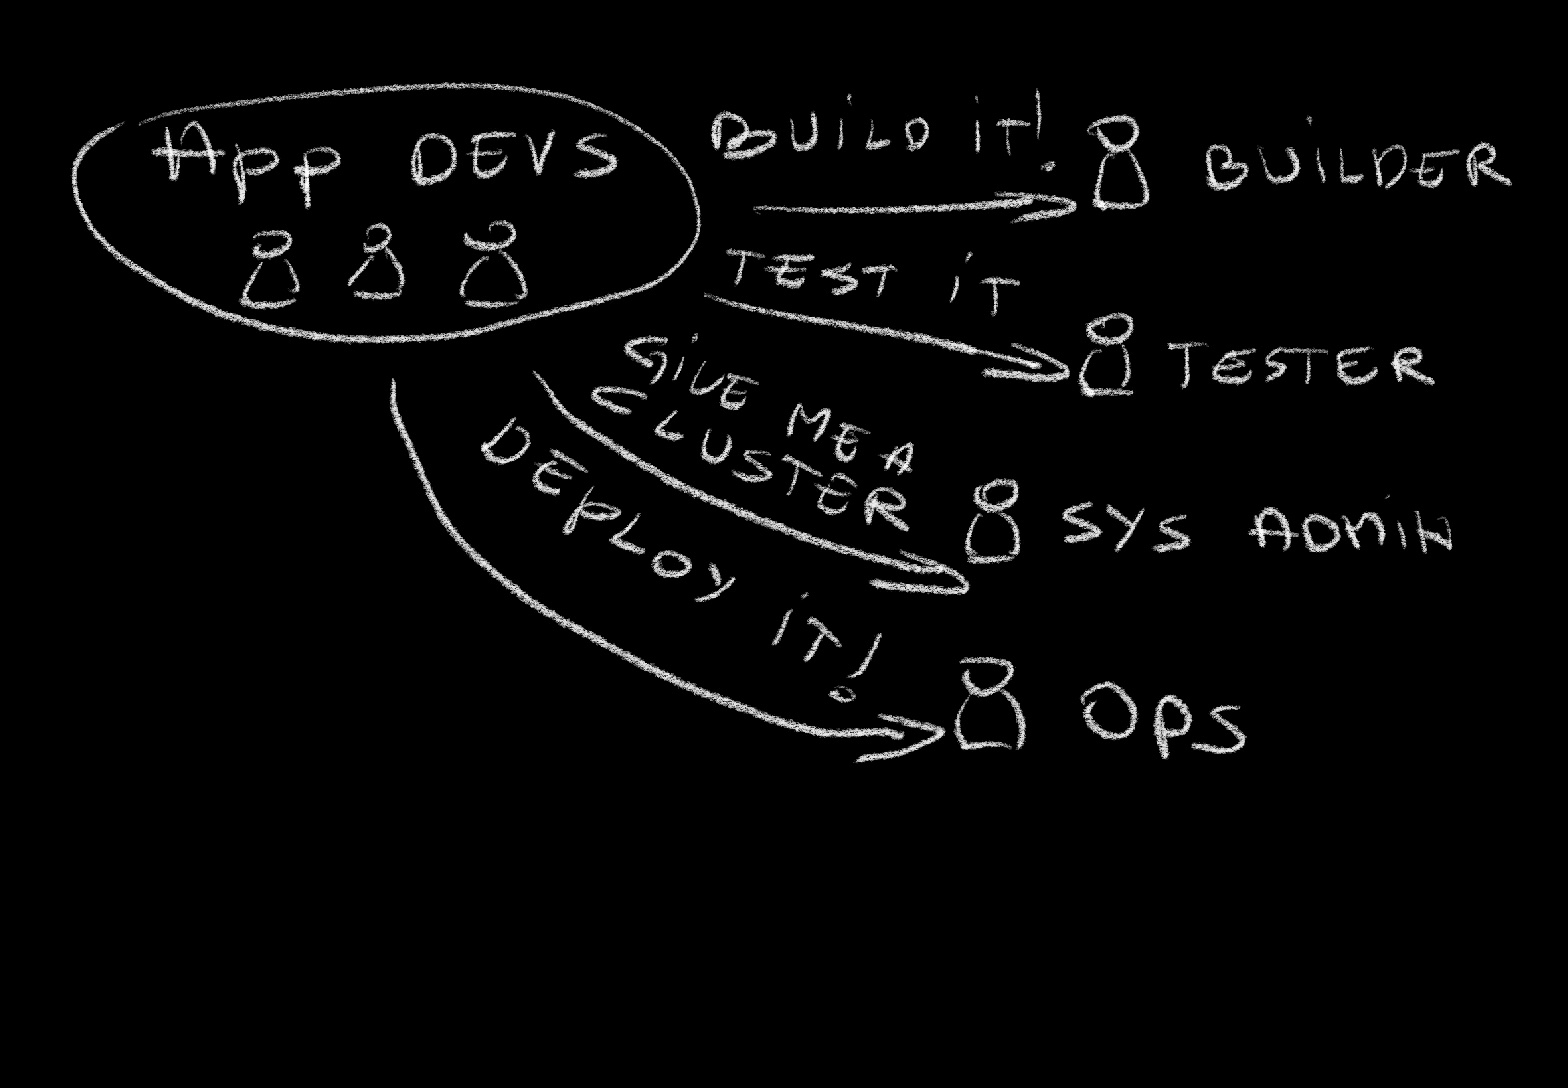 App DEVS
BUiLD iT!
BUiLDER
TEST iT
TESTER
GiVE ME A
CLUSTER
SYS ADMiN
DEPLOY iT!
OPS